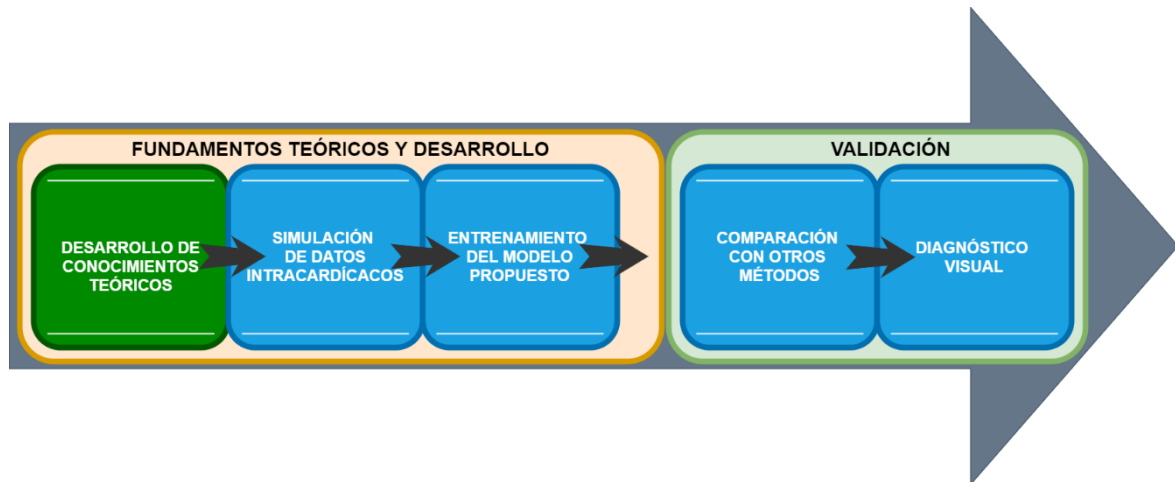 FUNDAMENTOS TEÓRICOS Y DESARROLLO
DESARROLLO DE
CONOCIMIENTOS
TEÓRICOS
SIMULACIÓN
DE DATOS
INTRACARDÍCACOS
ENTRENAMIENTO
DEL MODELO
PROPUESTO
VALIDACIÓN
COMPARACIÓN
CON OTROS
MÉTODOS
DIAGNÓSTICO
VISUAL